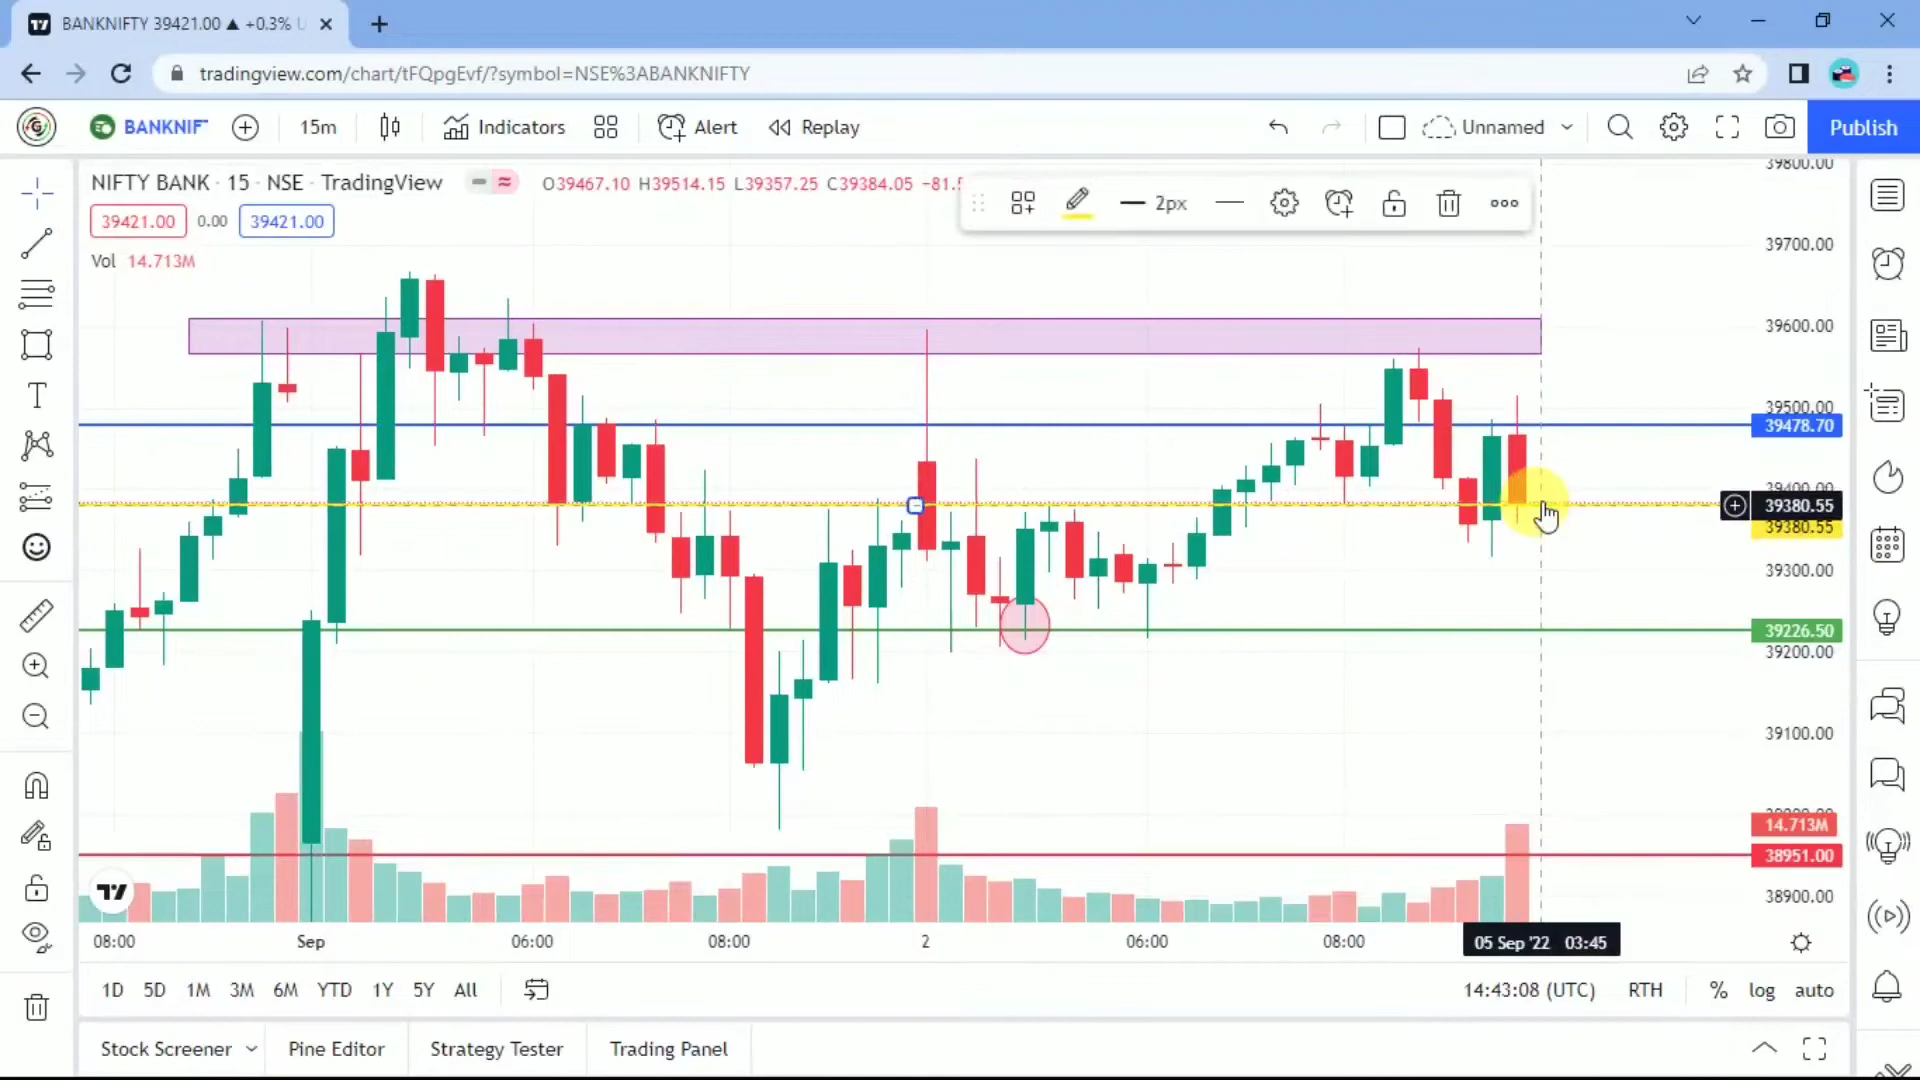 BANKNIFTY 39421.00 ▲ +0.3%
tradingview.com/chart/tFQpgEvf/?symbol=NSE%3ABANKNIFTY
BANKNIF
15m
Indicators
Alert
Replay
Unnamed
Publish
NIFTY BANK · 15 · NSE · TradingView
O39467.10 H39514.15 L39357.25 C39384.05
2px
39421.00 0.00 39421.00
Vol 14.713M
39800.00
39700.00
39600.00
39500.00
39478.70
39400.00
39380.55
39380.55
39300.00
39226.50
39200.00
39100.00
14.713M
38951.00
38900.00
08:00 Sep 06:00 08:00 2 06:00 08:00 05 Sep '22 03:45
1D 5D 1M 3M 6M YTD 1Y 5Y All
14:43:08 (UTC) RTH % log auto
Stock Screener Pine Editor Strategy Tester Trading Panel